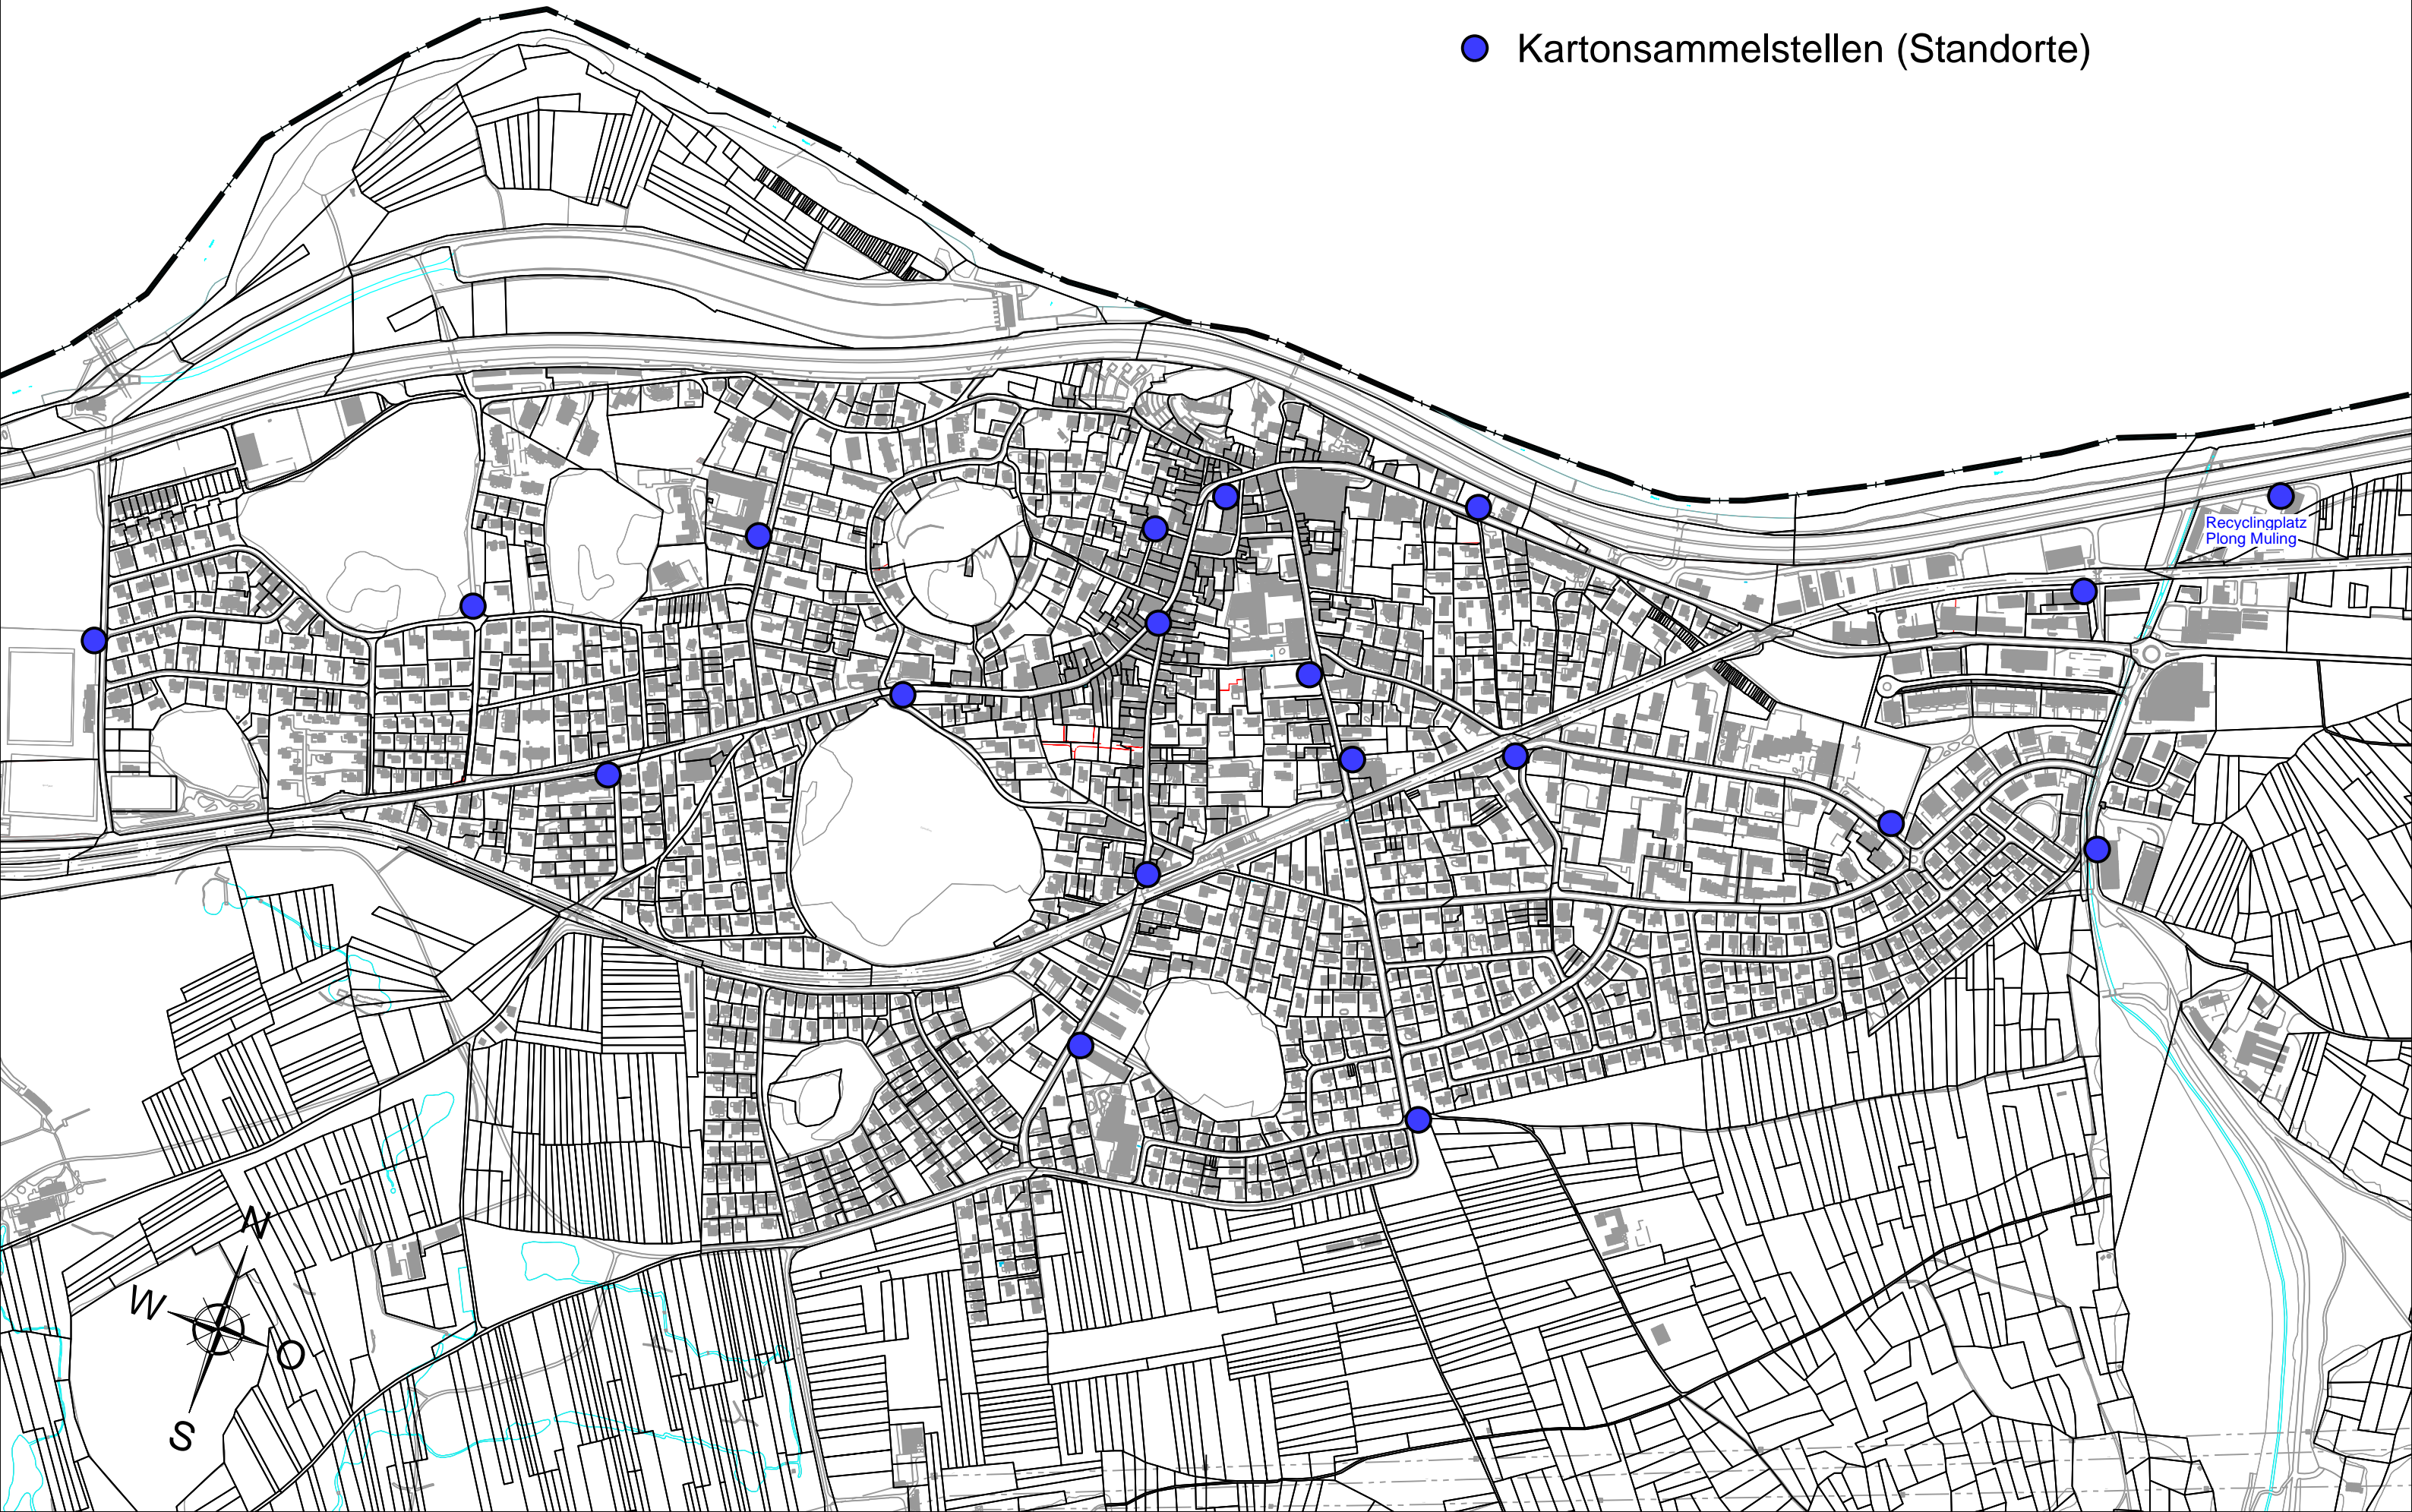 Kartonsammelstellen (Standorte)
Recyclingplatz
Plong Muling
N
W
O
S